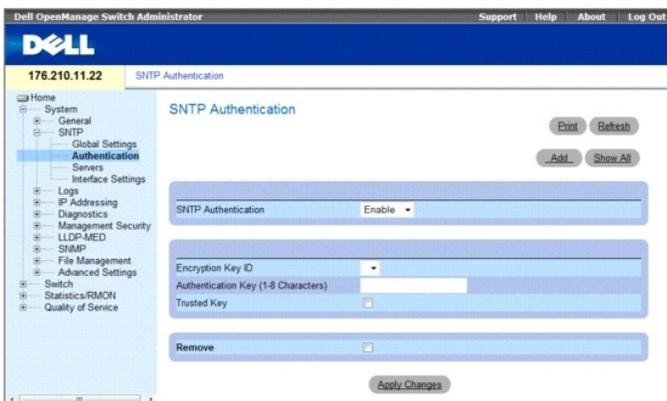 Dell OpenManage Switch Administrator
Support Help About Log Out
DELL
176.210.11.22
SNTP Authentication
Home
System
General
SNTP
Global Settings
Authentication
Servers
Interface Settings
Logs
IP Addressing
Diagnostics
Management Security
LLDP-MED
SNMP
File Management
Advanced Settings
Switch
Statistics/RMON
Quality of Service
SNTP Authentication
Print Refresh
Add Show All
SNTP Authentication Enable
Encryption Key ID
Authentication Key (1-8 Characters)
Trusted Key
Remove
Apply Changes